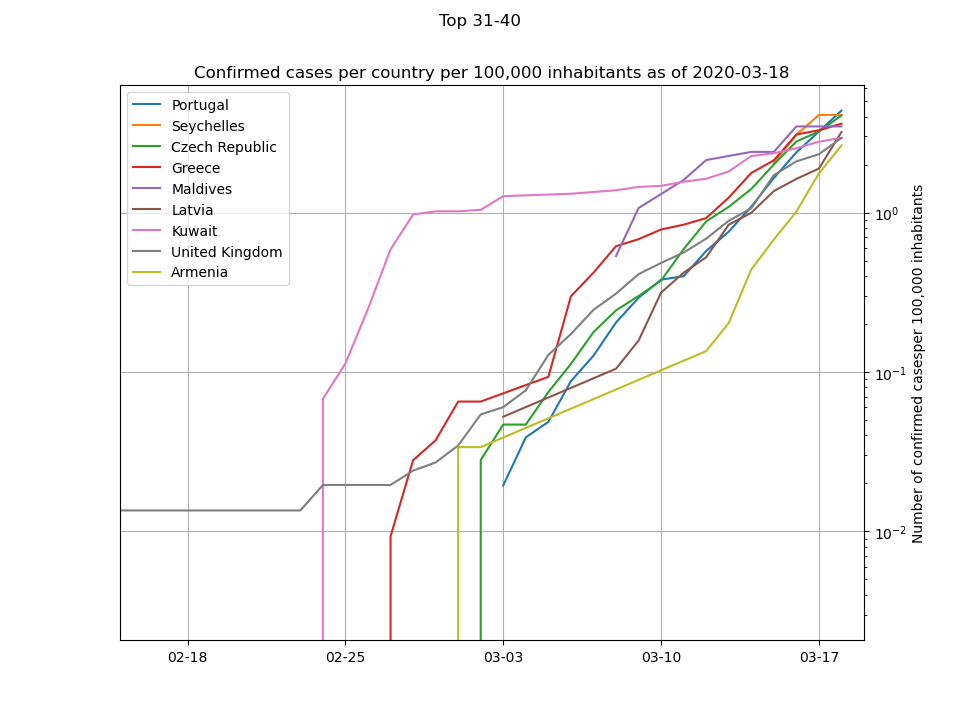 Top 31-40
Confirmed cases per country per 100,000 inhabitants as of 2020-03-18
Portugal
Seychelles
Czech Republic
Greece
Maldives
Latvia
Kuwait
United Kingdom
Armenia
10⁰
10⁻¹
10⁻²
Number of confirmed casesper 100,000 inhabitants
02-18
02-25
03-03
03-10
03-17